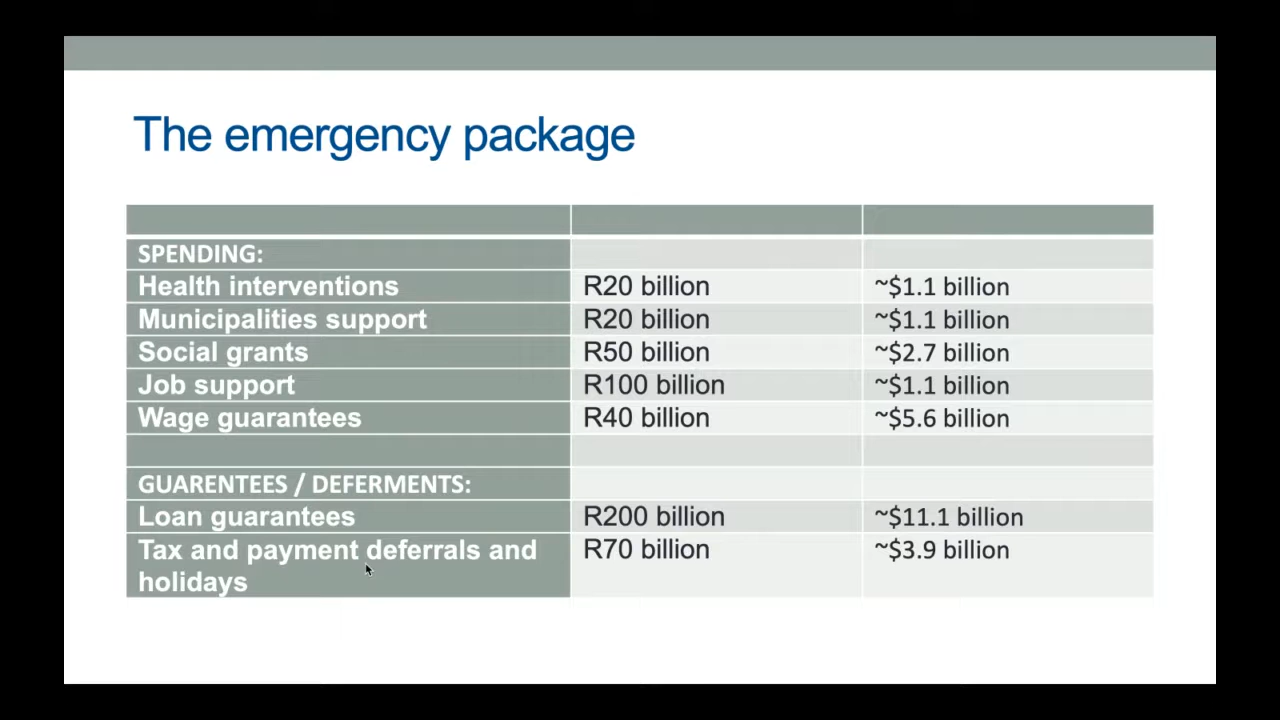 The emergency package
SPENDING:
Health interventions R20 billion ~$1.1 billion
Municipalities support R20 billion ~$1.1 billion
Social grants R50 billion ~$2.7 billion
Job support R100 billion ~$1.1 billion
Wage guarantees R40 billion ~$5.6 billion
GUARENTEES / DEFERMENTS:
Loan guarantees R200 billion ~$11.1 billion
Tax and payment deferrals and R70 billion ~$3.9 billion
holidays